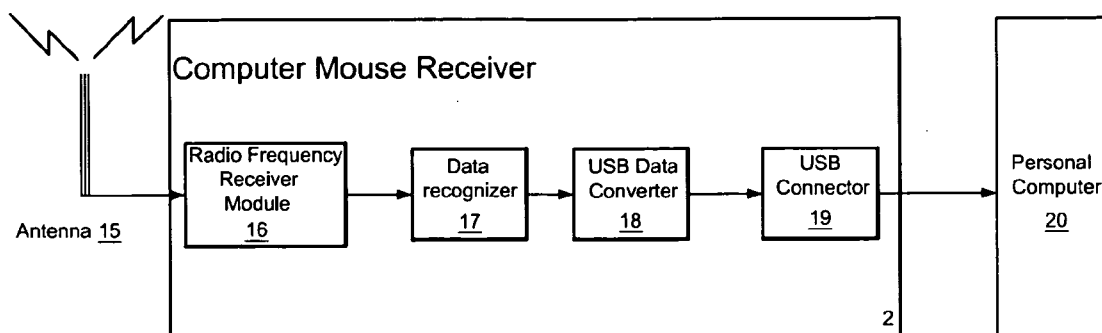 Computer Mouse Receiver
Radio Frequency
Receiver
Module
16
Data
recognizer
17
USB Data
Converter
18
USB
Connector
19
Personal
Computer
20
Antenna 15
2